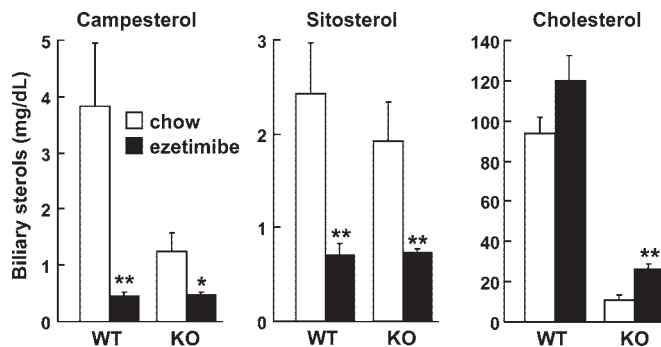 Campesterol
Sitosterol
Cholesterol
Biliary sterols (mg/dL)
5
4
3
2
1
0
chow
ezetimibe
**
*
WT
KO
3
2
1
0
**
**
WT
KO
140
120
100
80
60
40
20
0
**
WT
KO